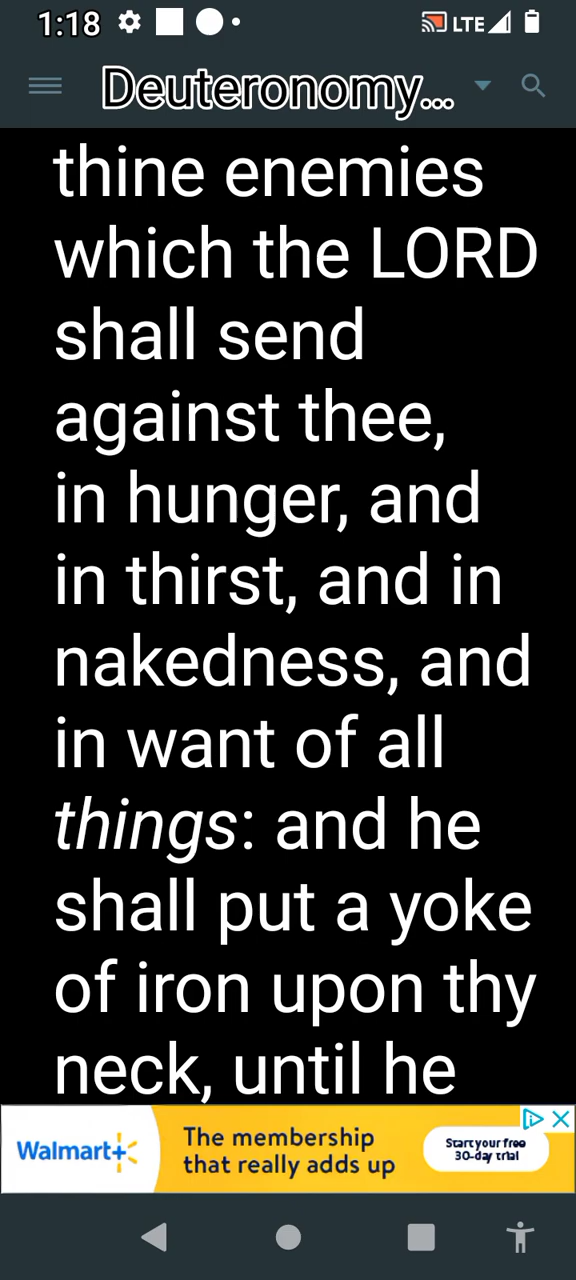 1:18
LTE
Deuteronomy...
thine enemies
which the LORD
shall send
against thee,
in hunger, and
in thirst, and in
nakedness, and
in want of all
things: and he
shall put a yoke
of iron upon thy
neck, until he
Walmart+
The membership
that really adds up
Start your free
30-day trial